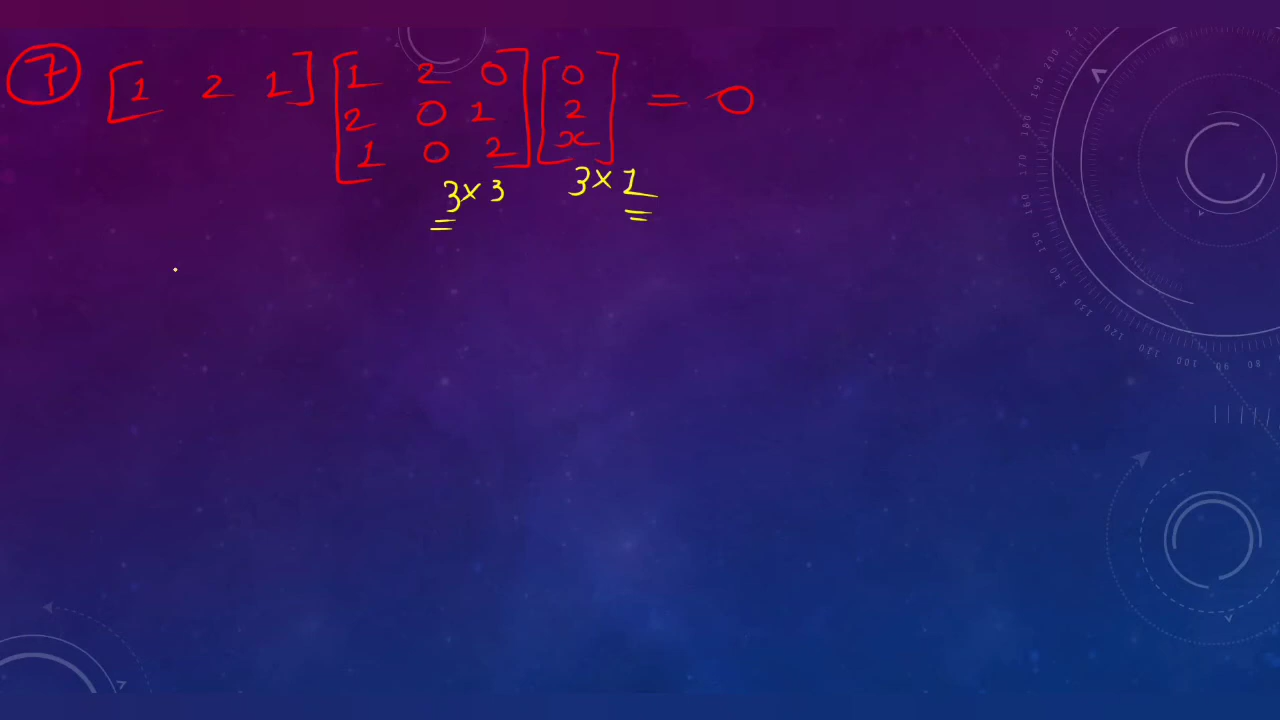 ⑦ [1 2 1] [1 2 0] [0] = 0
[2 0 1] [2]
[1 0 2] [x]
3×3 3×1